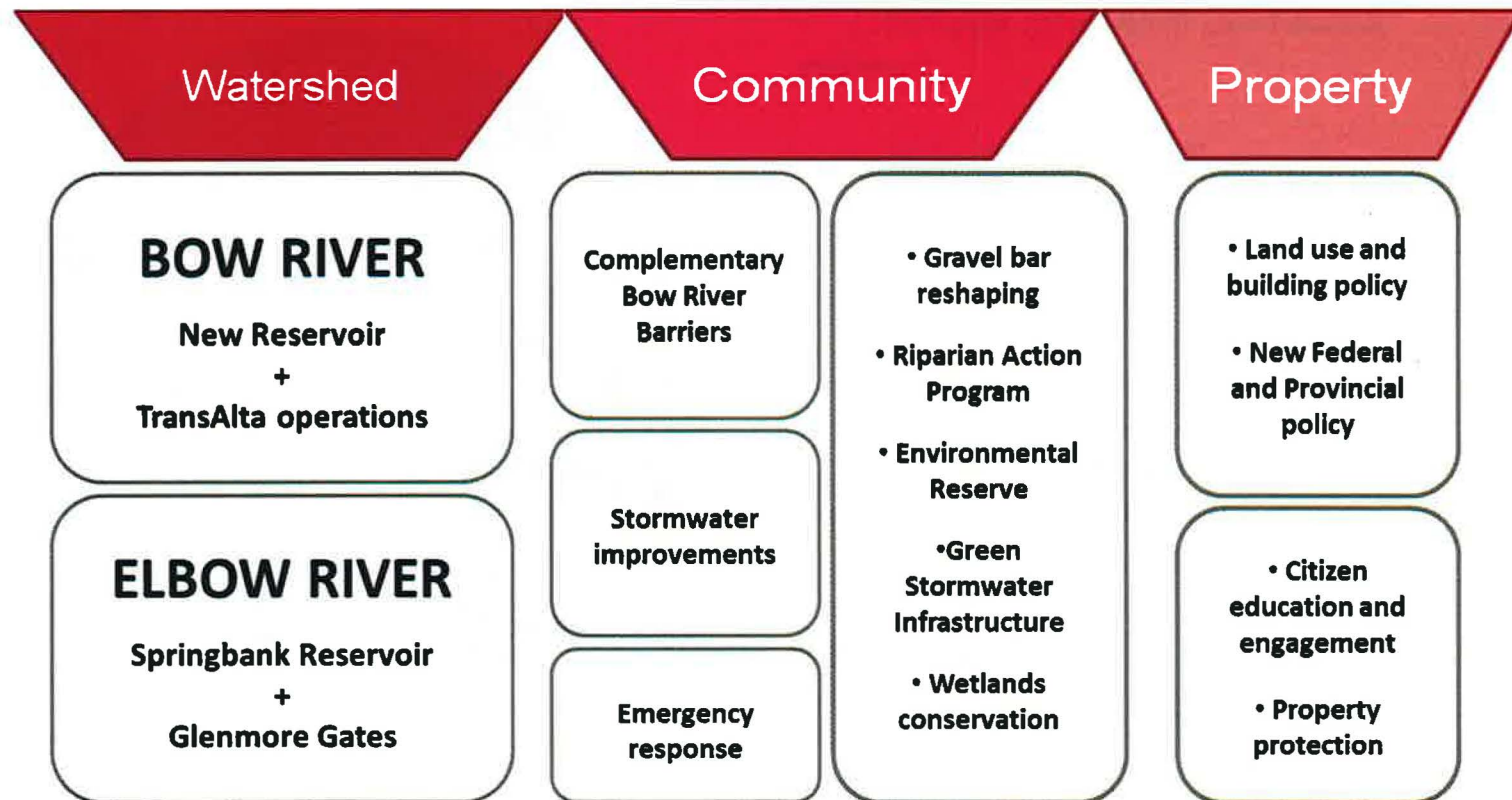 Watershed
Community
Property
BOW RIVER
New Reservoir
+
TransAlta operations
ELBOW RIVER
Springbank Reservoir
+
Glenmore Gates
Complementary
Bow River
Barriers
Stormwater
improvements
Emergency
response
• Gravel bar
reshaping
• Riparian Action
Program
• Environmental
Reserve
•Green
Stormwater
Infrastructure
• Wetlands
conservation
• Land use and
building policy
• New Federal
and Provincial
policy
• Citizen
education and
engagement
• Property
protection